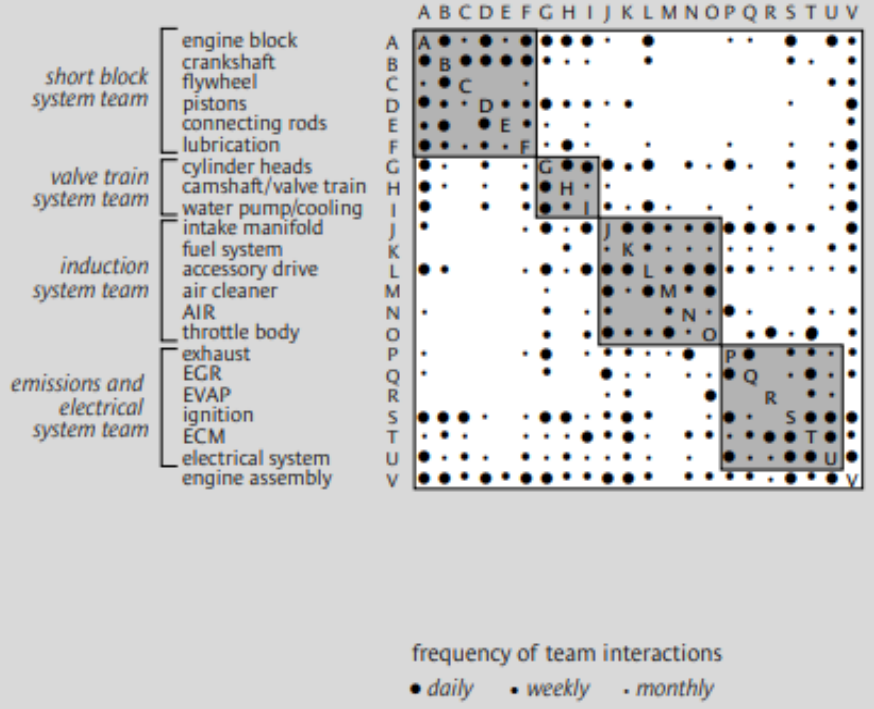 A B C D E F G H I J K L M N O P Q R S T U V
engine block A A
crankshaft B B
short block
system team
flywheel C C
pistons D D
connecting rods E E
lubrication F F
valve train
system team
cylinder heads G G
camshaft/valve train H H
water pump/cooling I I
intake manifold J J
fuel system K K
induction
system team
accessory drive L L
air cleaner M M
AIR N N
throttle body O O
exhaust P P
emissions and
electrical
system team
EGR Q Q
EVAP R R
ignition S S
ECM T T
electrical system U U
engine assembly V V
frequency of team interactions
daily weekly monthly